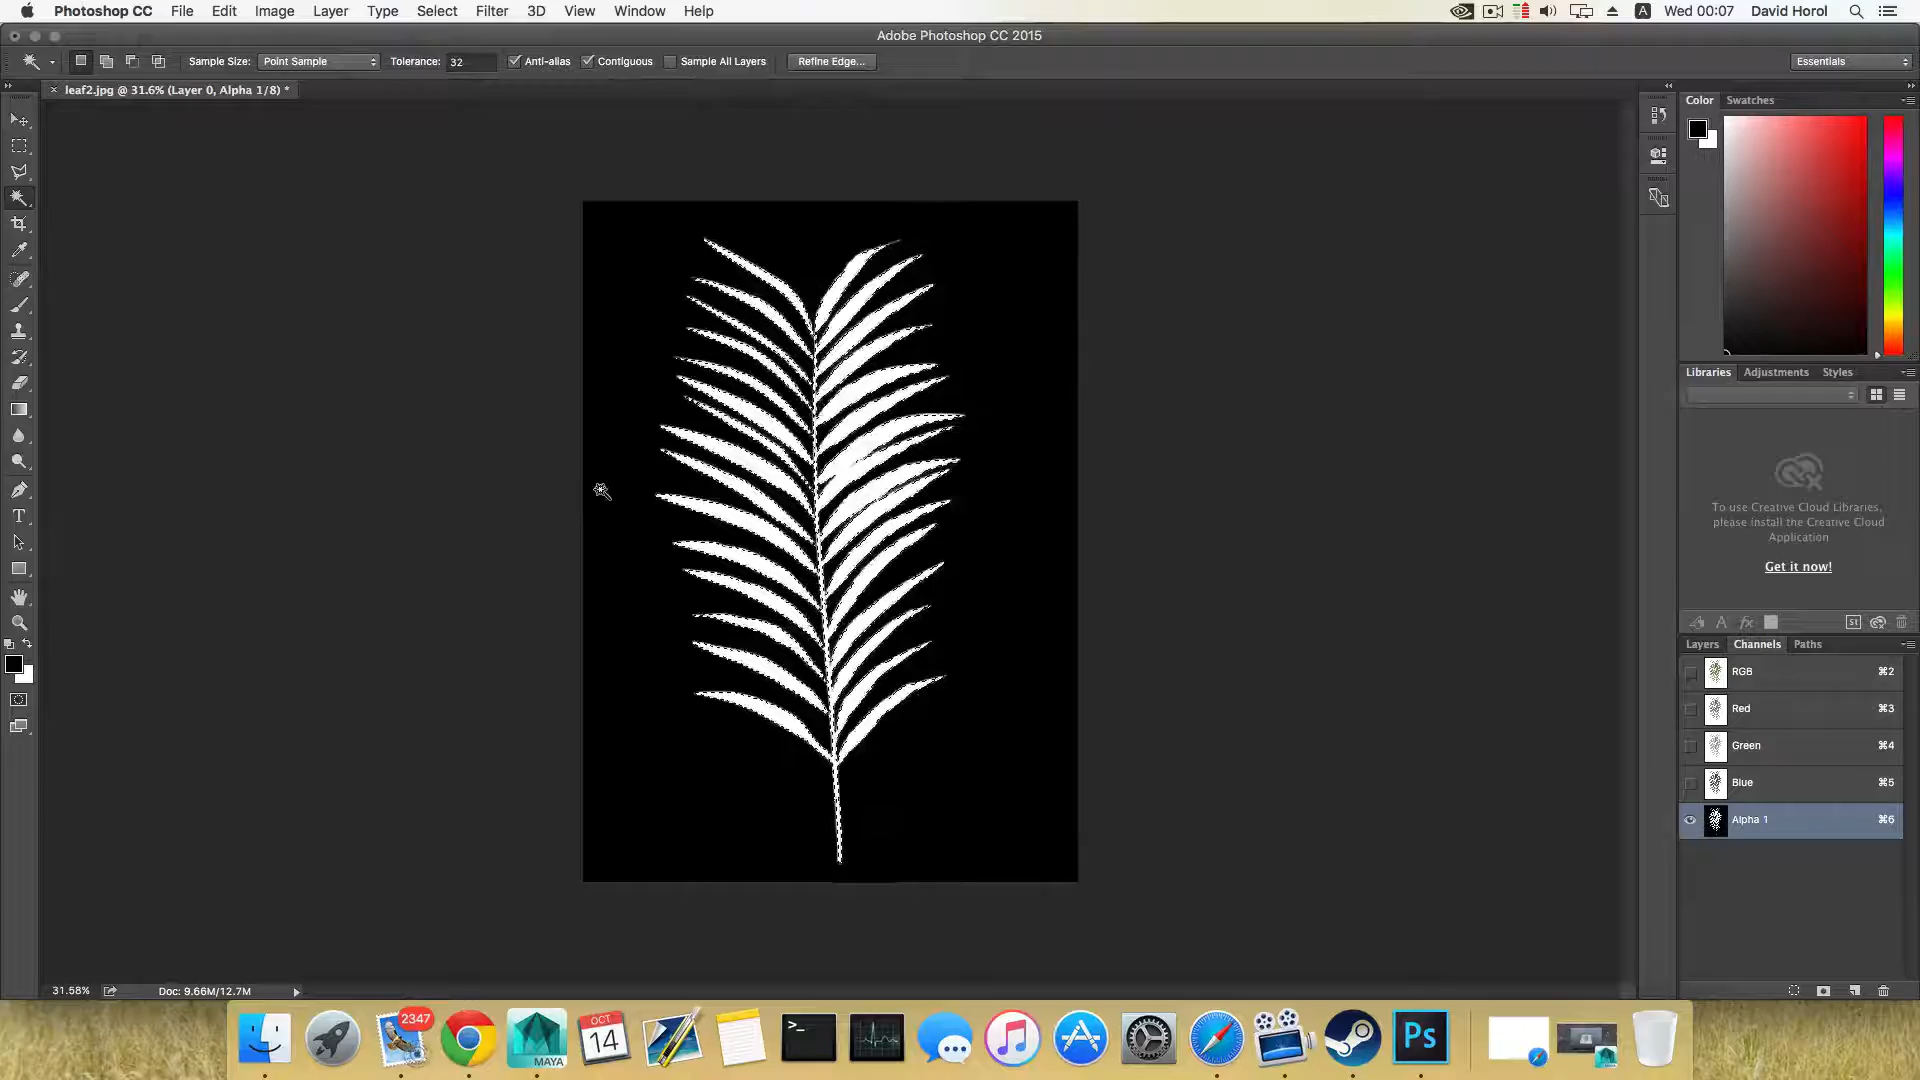 Photoshop CC File Edit Image Layer Type Select Filter 3D View Window Help A Wed 00:07 David Horol
Adobe Photoshop CC 2015
Sample Size: Point Sample Tolerance: 32 Anti-alias Contiguous Sample All Layers Refine Edge... Essentials
× leaf2.jpg @ 31.6% (Layer 0, Alpha 1/8) *
Color Swatches
Libraries Adjustments Styles
To use Creative Cloud Libraries,
please install the Creative Cloud
Application
Get it now!
A fx St
Layers Channels Paths
RGB ⌘2
Red ⌘3
Green ⌘4
Blue ⌘5
Alpha 1 ⌘6
T
31.58% Doc: 9.66M/12.7M
2347
MAYA
OCT
14
>_
Ps